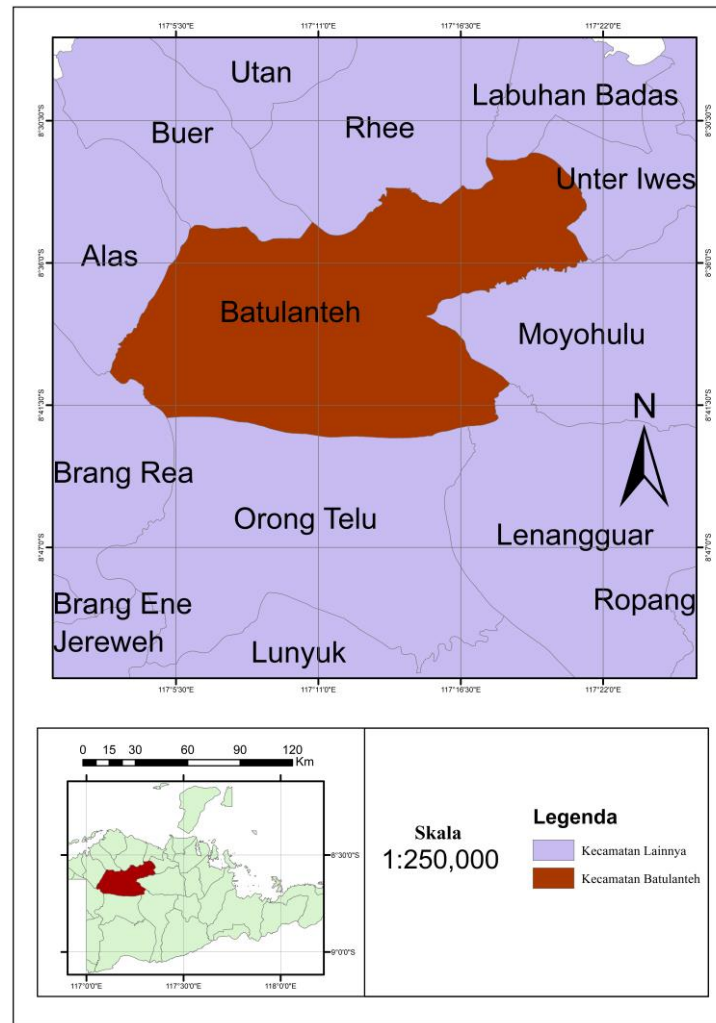 117°5'30"E 117°11'0"E 117°16'30"E 117°22'0"E
Utan
Labuhan Badas
8°30'30"S 8°30'30"S
Buer Rhee
Unter Iwes
Alas
8°36'0"S 8°36'0"S
Batulanteh
Moyohulu
8°41'30"S 8°41'30"S
N
Brang Rea
Orong Telu
Lenangguar
8°47'0"S 8°47'0"S
Brang Ene
Ropang
Jereweh
Lunyuk
117°5'30"E 117°11'0"E 117°16'30"E 117°22'0"E
0 15 30 60 90 120
Km
8°30'0"S
9°0'0"S
117°0'0"E 117°30'0"E 118°0'0"E
Skala
1:250,000
Legenda
Kecamatan Lainnya
Kecamatan Batulanteh